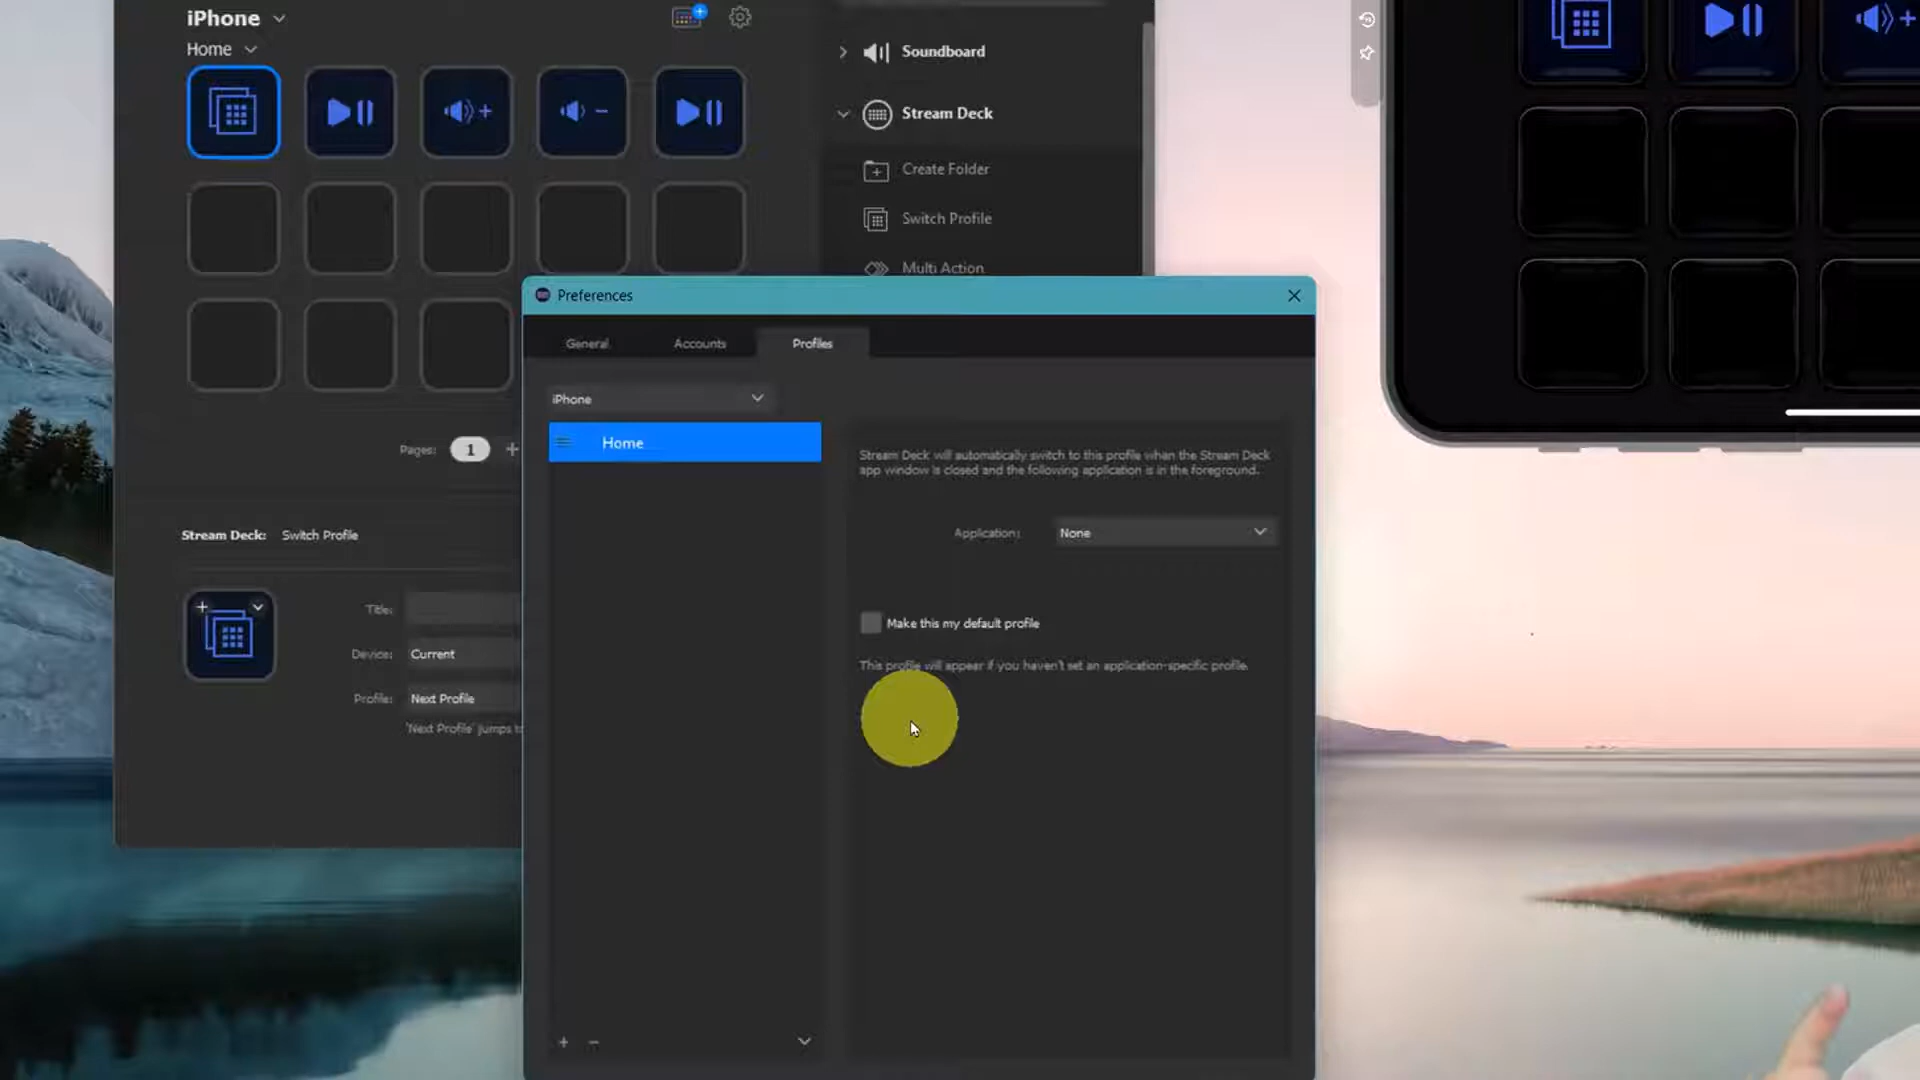 iPhone
Home
Soundboard
Stream Deck
Create Folder
Switch Profile
Multi Action
Preferences
General
Accounts
Profiles
iPhone
Home
Stream Deck will automatically switch to this profile when the Stream Deck
app window is closed and the following application is in the foreground.
Application:
None
Make this my default profile
This profile will appear if you haven't set an application-specific profile.
Pages:
1
+
Stream Deck:
Switch Profile
Title:
Device:
Current
Profile:
Next Profile
'Next Profile' jumps